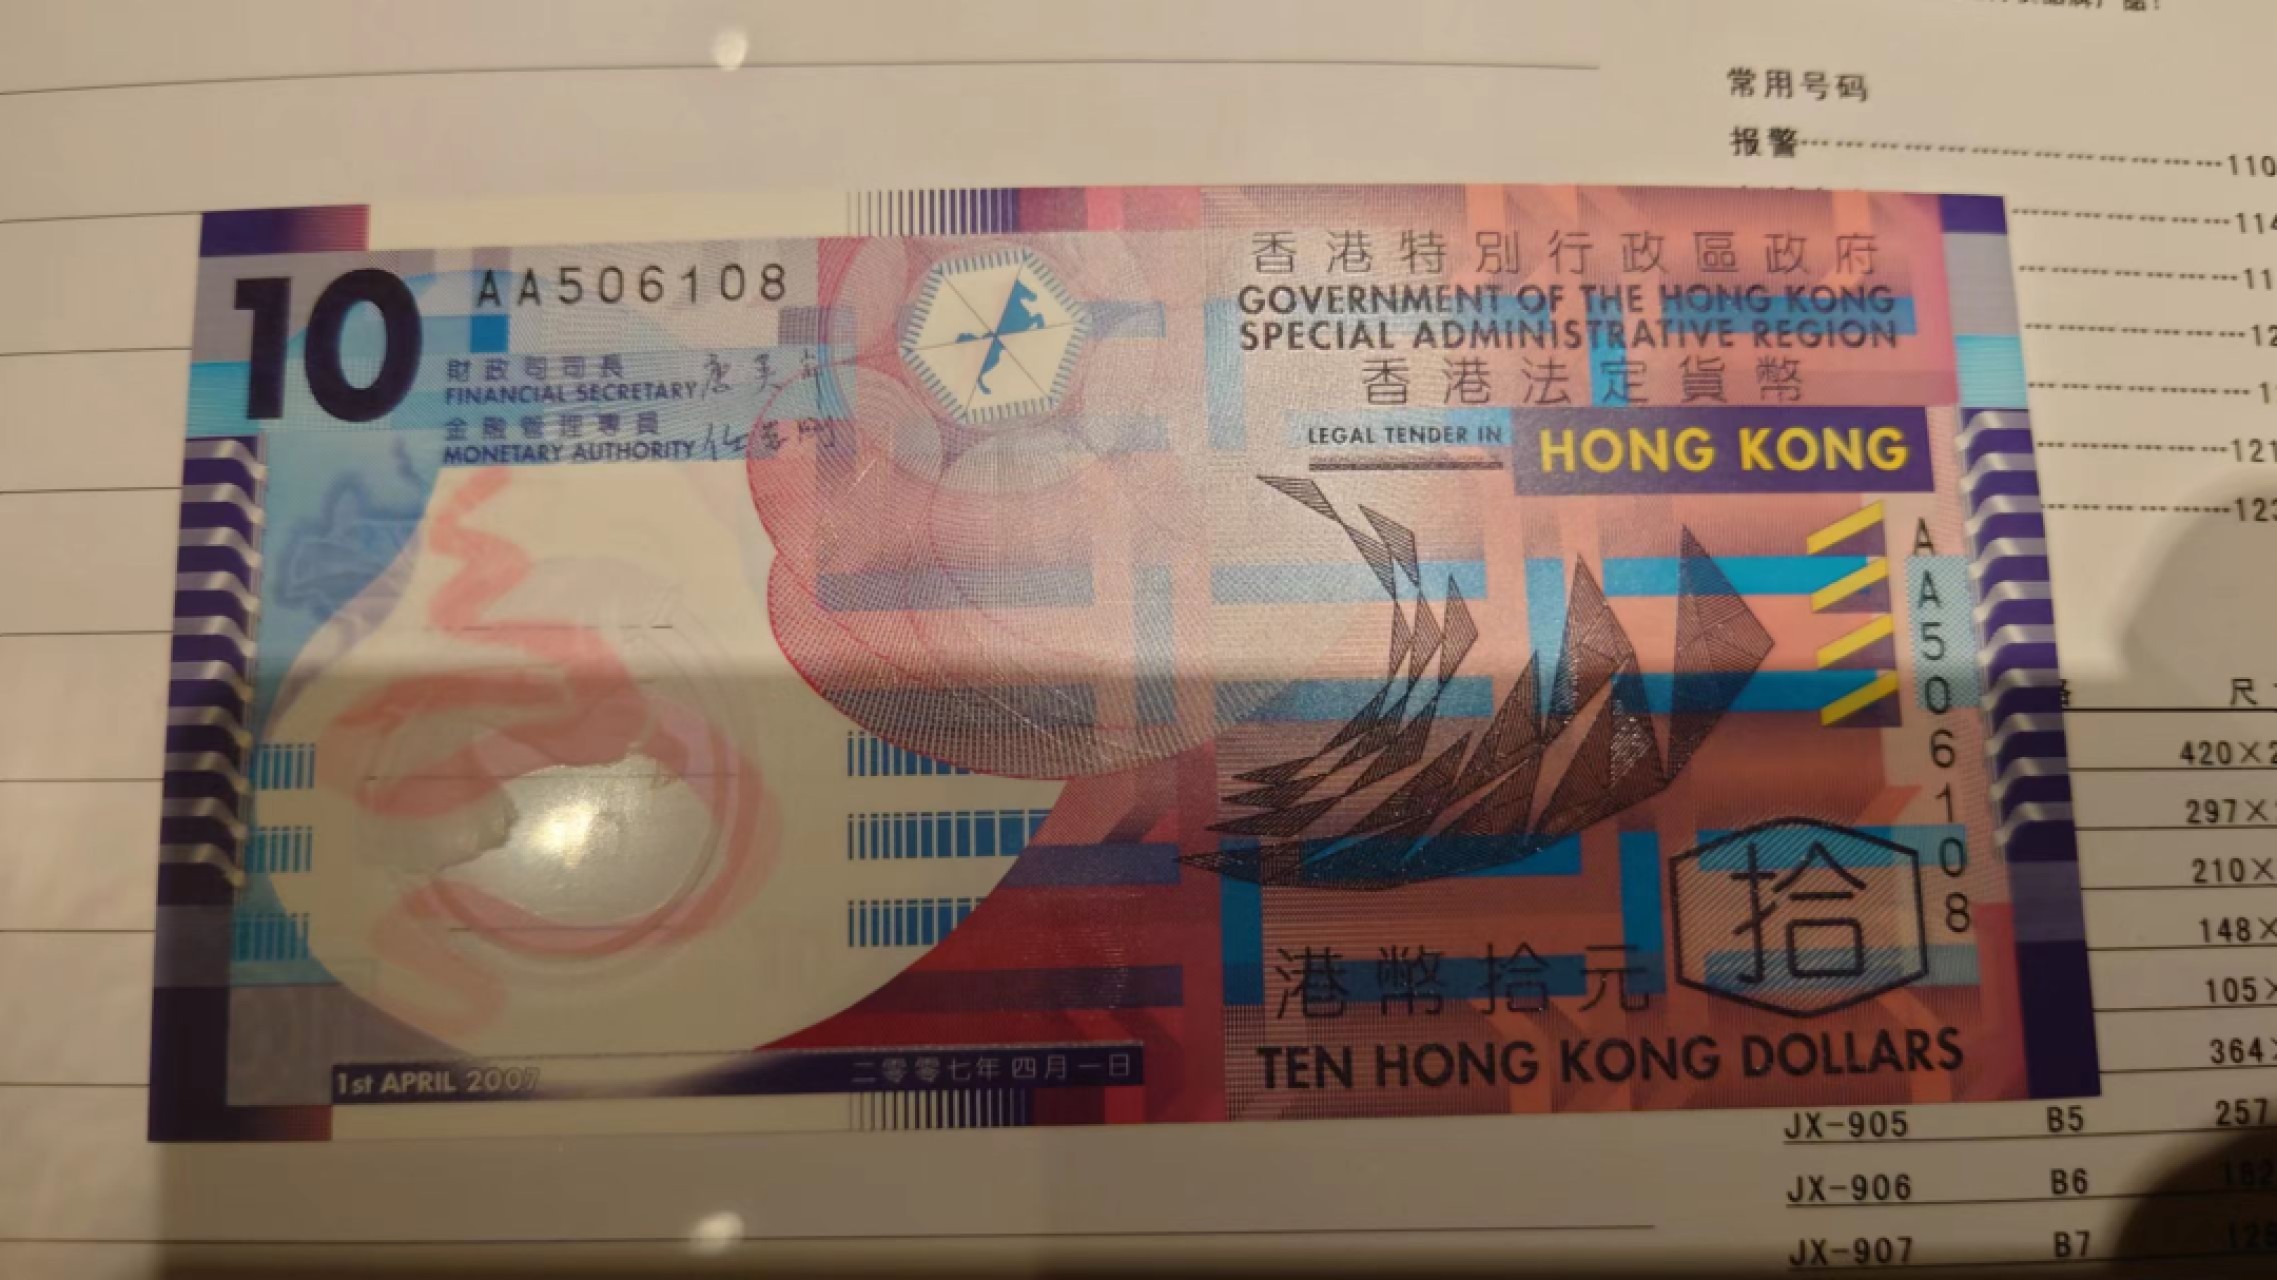 常用号码
报警 110
114
10
AA506108
財政司司長
FINANCIAL SECRETARY
金融管理專員
MONETARY AUTHORITY
香港特別行政區政府
GOVERNMENT OF THE HONG KONG
SPECIAL ADMINISTRATIVE REGION
香港法定貨幣
LEGAL TENDER IN
HONG KONG
AA506108
拾
港幣拾元
TEN HONG KONG DOLLARS
1st APRIL 2007
二零零七年四月一日
尺
420×2
297×
210×
148×
105×
364×
JX-905 B5 257
JX-906 B6 182
JX-907 B7